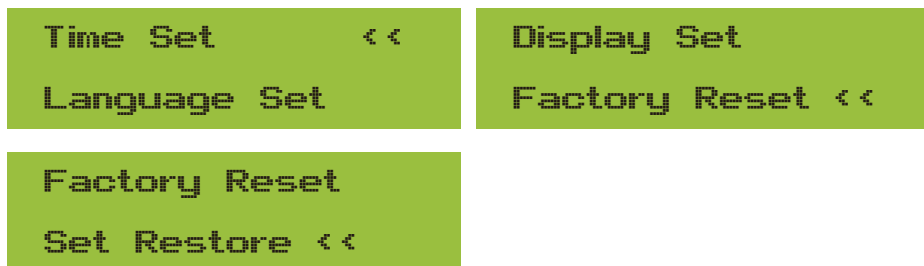 Time Set <<
Language Set
Display Set
Factory Reset <<
Factory Reset
Set Restore <<